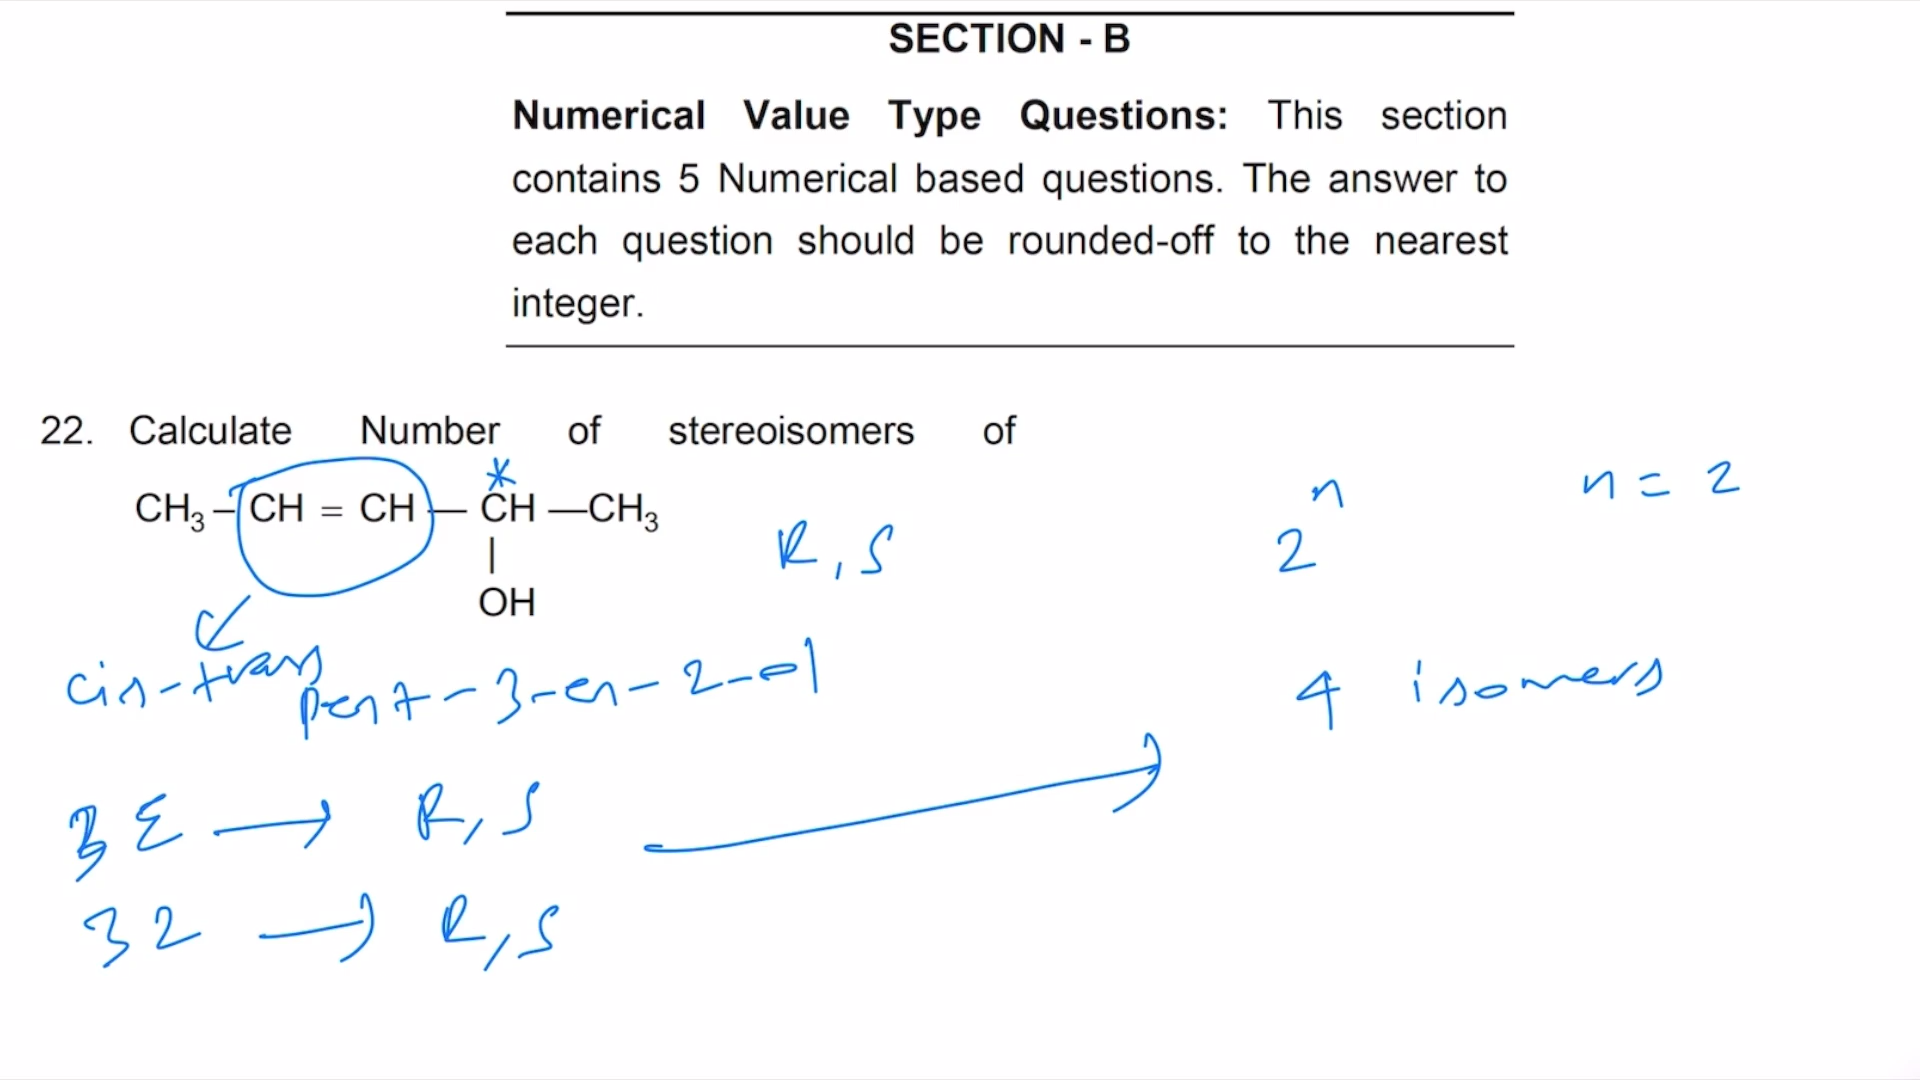 SECTION - B
Numerical Value Type Questions: This section
contains 5 Numerical based questions. The answer to
each question should be rounded-off to the nearest
integer.
22. Calculate Number of stereoisomers of
*
CH₃ – CH = CH — CH — CH₃
|
OH
R, S
2ⁿ
n = 2
cis-trans
pent-3-en-2-ol
4 isomers
3E → R, S
3Z → R, S